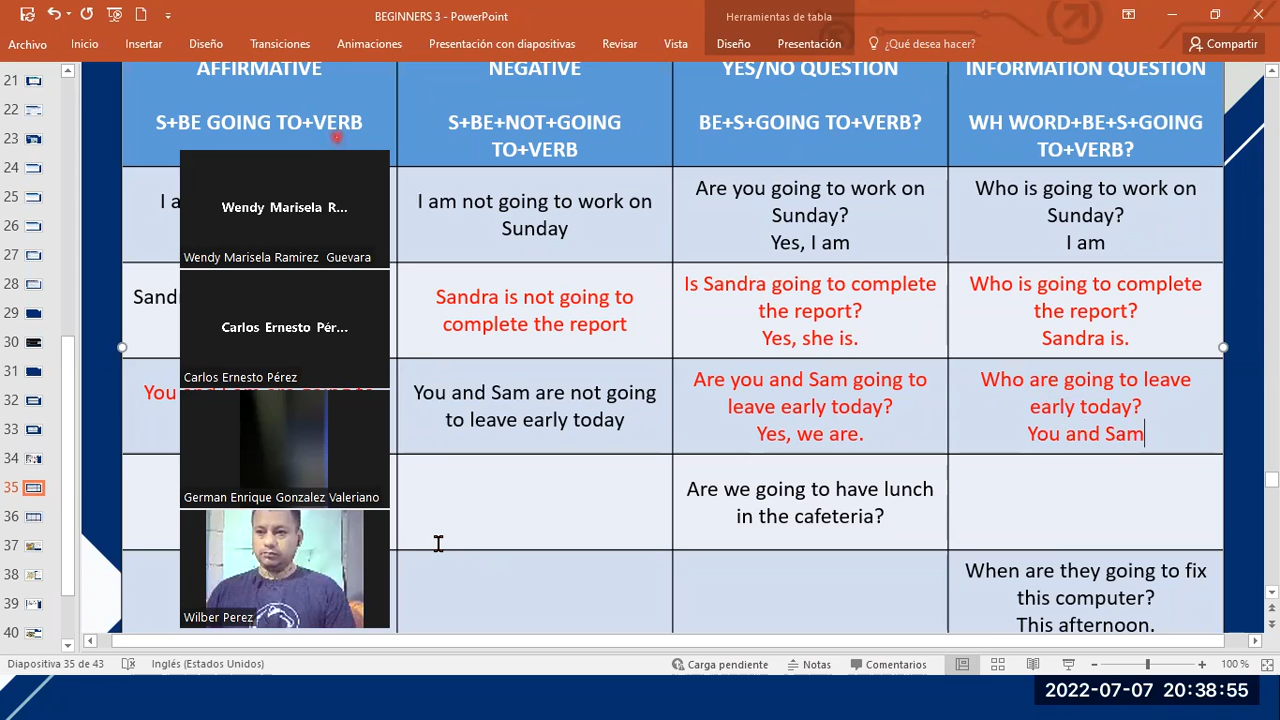 BEGINNERS 3 - PowerPoint
Herramientas de tabla
Archivo Inicio Insertar Diseño Transiciones Animaciones Presentación con diapositivas Revisar Vista Diseño Presentación ¿Qué desea hacer? Compartir
21
22
23
24
25
26
27
28
29
30
31
32
33
34
35
36
37
38
39
40
AFFIRMATIVE
S+BE GOING TO+VERB
NEGATIVE
S+BE+NOT+GOING
TO+VERB
YES/NO QUESTION
BE+S+GOING TO+VERB?
INFORMATION QUESTION
WH WORD+BE+S+GOING
TO+VERB?
I a
I am not going to work on
Sunday
Are you going to work on
Sunday?
Yes, I am
Who is going to work on
Sunday?
I am
Sand
Sandra is not going to
complete the report
Is Sandra going to complete
the report?
Yes, she is.
Who is going to complete
the report?
Sandra is.
You
You and Sam are not going
to leave early today
Are you and Sam going to
leave early today?
Yes, we are.
Who are going to leave
early today?
You and Sam
Are we going to have lunch
in the cafeteria?
When are they going to fix
this computer?
This afternoon.
Wendy Marisela R...
Wendy Marisela Ramirez Guevara
Carlos Ernesto Pér...
Carlos Ernesto Pérez
German Enrique Gonzalez Valeriano
Wilber Perez
Diapositiva 35 de 43 Inglés (Estados Unidos) Carga pendiente Notas Comentarios 100 %
2022-07-07 20:38:55